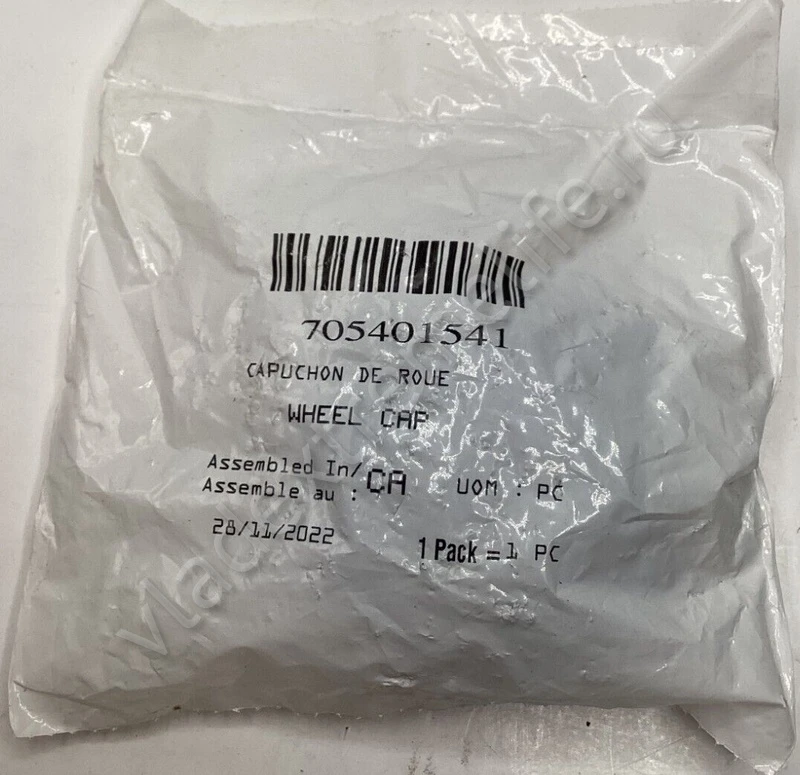 705401541
CAPUCHON DE ROUE
WHEEL CAP
Assembled In/
Assemble au : CA UOM : PC
28/11/2022
1 Pack = 1 PC